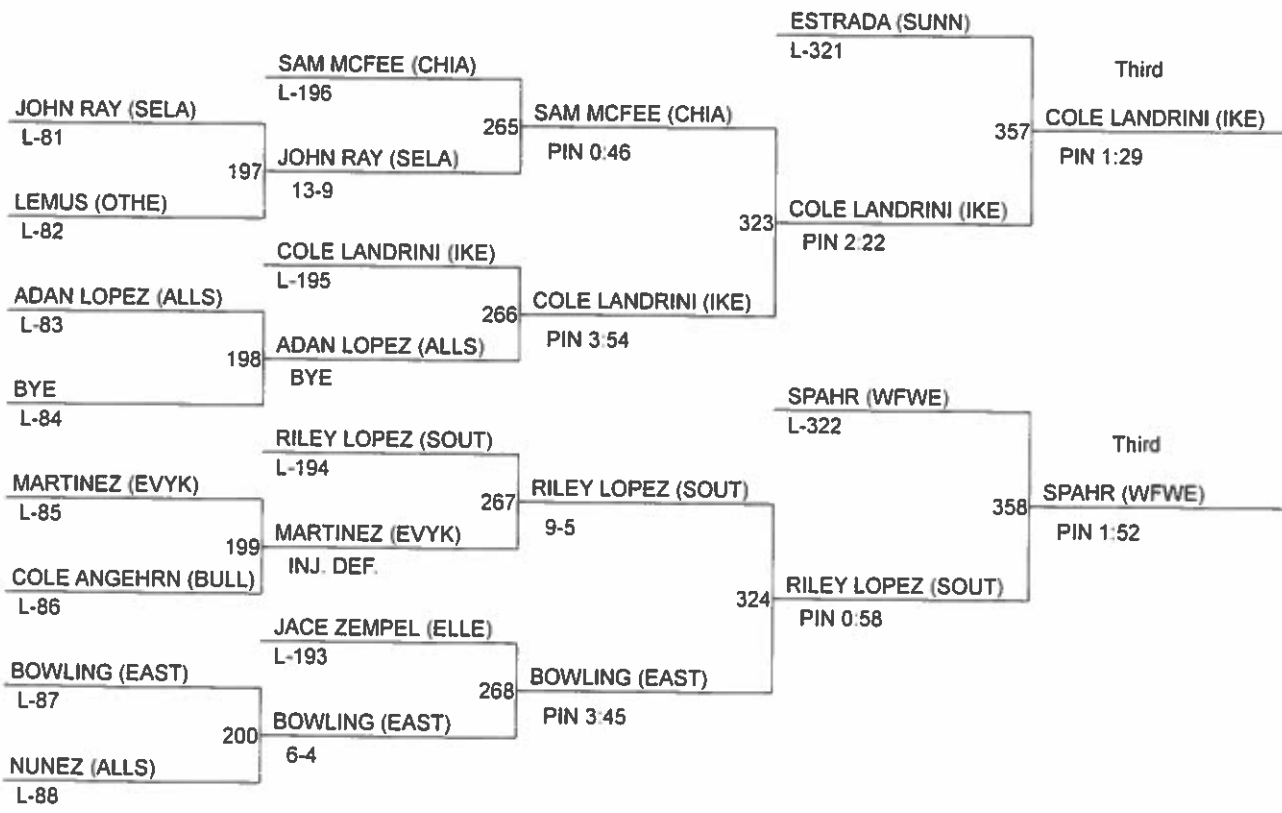 ESTRADA (SUNN)
L-321
Third
SAM MCFEE (CHIA)
L-196
JOHN RAY (SELA)
L-81
265
SAM MCFEE (CHIA)
PIN 0:46
357
COLE LANDRINI (IKE)
PIN 1:29
197
JOHN RAY (SELA)
13-9
LEMUS (OTHE)
L-82
323
COLE LANDRINI (IKE)
PIN 2:22
COLE LANDRINI (IKE)
L-195
ADAN LOPEZ (ALLS)
L-83
266
COLE LANDRINI (IKE)
PIN 3:54
198
ADAN LOPEZ (ALLS)
BYE
BYE
L-84
SPAHR (WFWE)
L-322
Third
RILEY LOPEZ (SOUT)
L-194
MARTINEZ (EVYK)
L-85
267
RILEY LOPEZ (SOUT)
9-5
358
SPAHR (WFWE)
PIN 1:52
199
MARTINEZ (EVYK)
INJ. DEF.
COLE ANGEHRN (BULL)
L-86
324
RILEY LOPEZ (SOUT)
PIN 0:58
JACE ZEMPEL (ELLE)
L-193
BOWLING (EAST)
L-87
268
BOWLING (EAST)
PIN 3:45
200
BOWLING (EAST)
6-4
NUNEZ (ALLS)
L-88